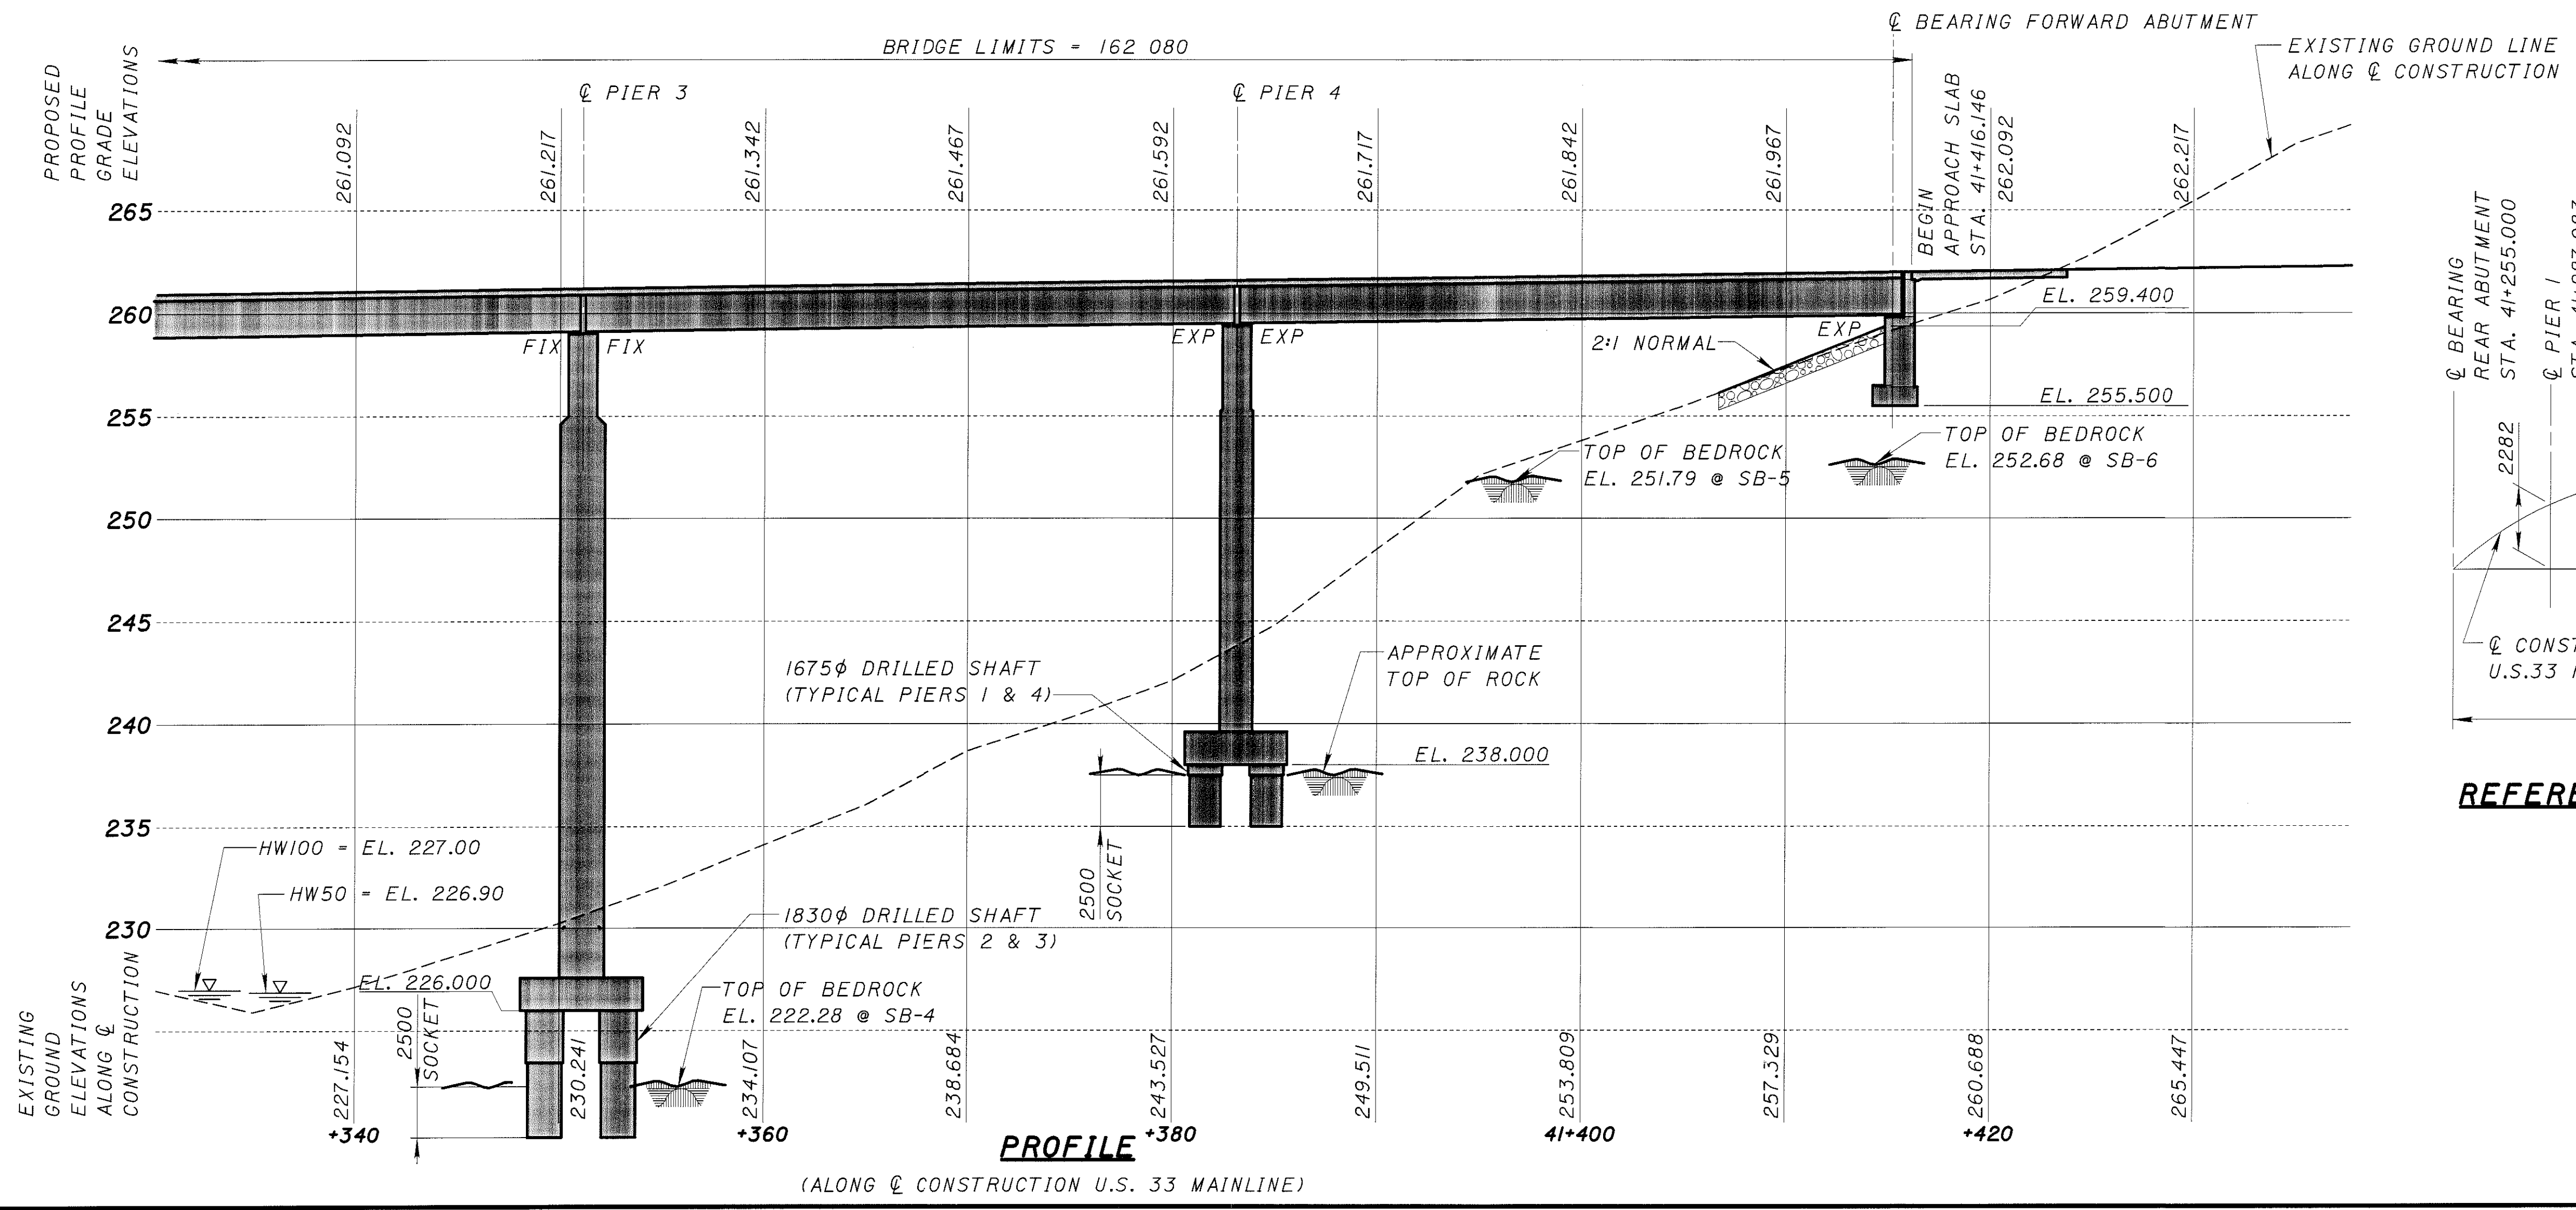 ℄ BEARING FORWARD ABUTMENT
EXISTING GROUND LINE
ALONG ℄ CONSTRUCTION
BRIDGE LIMITS = 162 080
℄ PIER 3
℄ PIER 4
PROPOSED
PROFILE
GRADE
ELEVATIONS
261.092
261.217
261.342
261.467
261.592
261.717
261.842
261.967
BEGIN
APPROACH SLAB
STA. 41+416.146
262.092
262.217
265
260
255
250
245
240
235
230
FIX
FIX
EXP
EXP
EXP
2:1 NORMAL
EL. 259.400
EL. 255.500
TOP OF BEDROCK
EL. 251.79 @ SB-5
TOP OF BEDROCK
EL. 252.68 @ SB-6
1675ϕ DRILLED SHAFT
(TYPICAL PIERS 1 & 4)
APPROXIMATE
TOP OF ROCK
EL. 238.000
2500
SOCKET
HW100 = EL. 227.00
HW50 = EL. 226.90
1830ϕ DRILLED SHAFT
(TYPICAL PIERS 2 & 3)
EL. 226.000
TOP OF BEDROCK
EL. 222.28 @ SB-4
2500
SOCKET
EXISTING
GROUND
ELEVATIONS
ALONG ℄
CONSTRUCTION
227.154
230.241
234.107
238.684
243.527
249.511
253.809
257.329
260.688
265.447
+340
+360
+380
41+400
+420
PROFILE
(ALONG ℄ CONSTRUCTION U.S. 33 MAINLINE)
℄ BEARING
REAR ABUTMENT
STA. 41+255.000
℄ PIER 1
2282
℄ CONST
U.S.33
REFERE